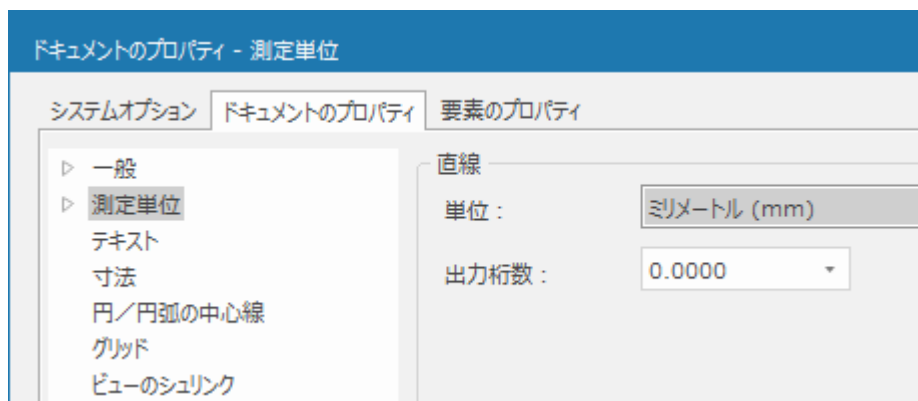 ドキュメントのプロパティ - 測定単位
システムオプション ドキュメントのプロパティ 要素のプロパティ
一般
測定単位
テキスト
寸法
円／円弧の中心線
グリッド
ビューのシュリンク
直線
単位 : ミリメートル (mm)
出力桁数 : 0.0000